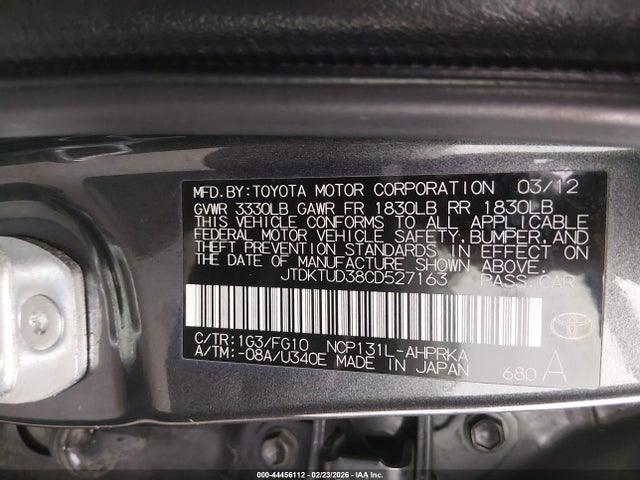 MFD.BY:TOYOTA MOTOR CORPORATION 03/12
GVWR 3330LB GAWR FR 1830LB RR 1830LB
THIS VEHICLE CONFORMS TO ALL APPLICABLE
FEDERAL MOTOR VEHICLE SAFETY, BUMPER, AND
THEFT PREVENTION STANDARDS IN EFFECT ON
THE DATE OF MANUFACTURE SHOWN ABOVE.
JTDKTUD38CD527163 PASS.CAR
C/TR:1G3/FG10 NCP131L-AHPRKA
A/TM:-08A/U340E MADE IN JAPAN 680 A
000-44456112 - 02/23/2026 - COPYRIGHT IAA, LLC